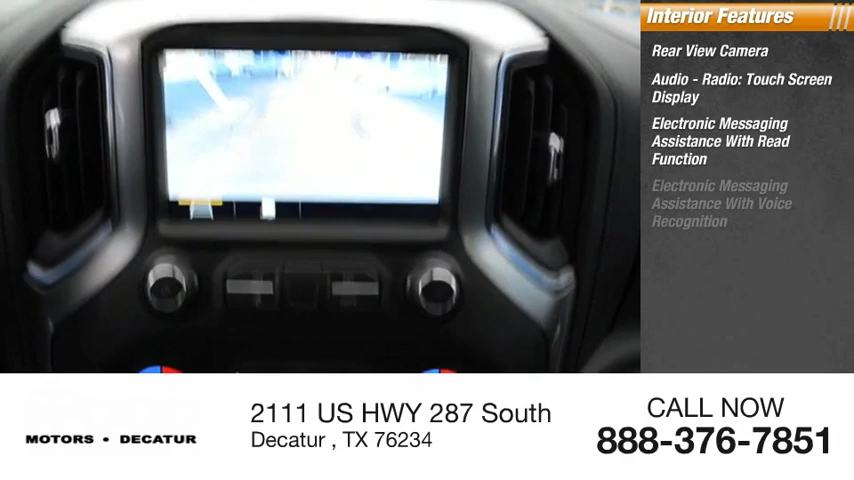 Interior Features
Rear View Camera
Audio - Radio: Touch Screen
Display
Electronic Messaging
Assistance With Read
Function
Electronic Messaging
Assistance With Voice
Recognition
MOTORS • DECATUR
2111 US HWY 287 South
Decatur , TX 76234
CALL NOW
888-376-7851